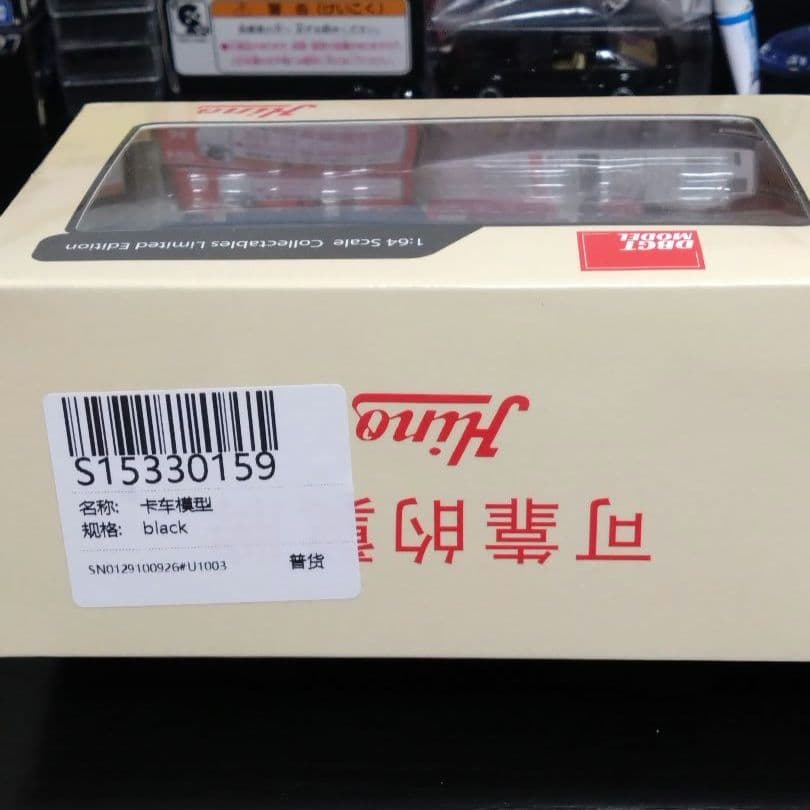 警告(けいこく)
Hino
1:64 Scale Collectables Limited Edition
DBGT
MODEL
Hino
可靠的
S15330159
名称: 卡车模型
规格: black
SN0129100926#U1003
普货